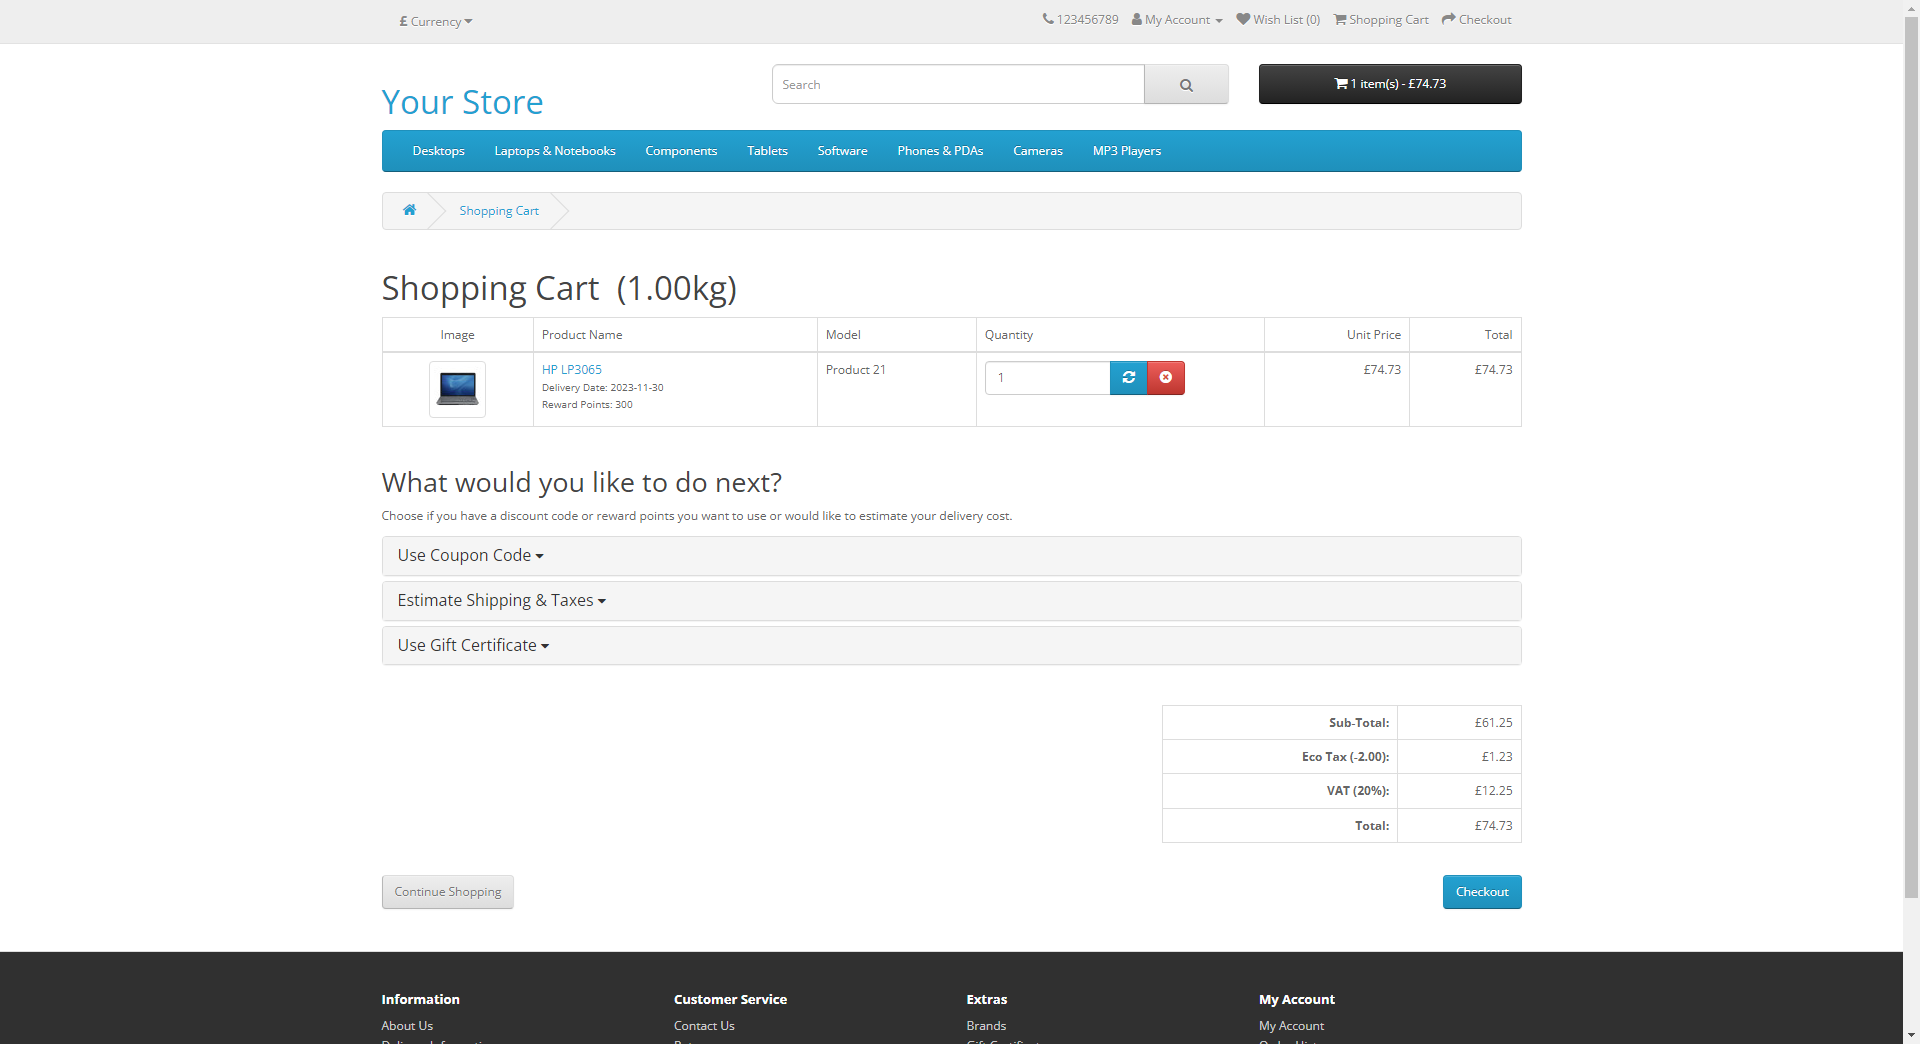 £ Currency
123456789 My Account Wish List (0) Shopping Cart Checkout
Your Store
Search
1 item(s) - £74.73
Desktops Laptops & Notebooks Components Tablets Software Phones & PDAs Cameras MP3 Players
Shopping Cart
Shopping Cart (1.00kg)
Image Product Name Model Quantity Unit Price Total
HP LP3065 Product 21 1 £74.73 £74.73
Delivery Date: 2023-11-30
Reward Points: 300
What would you like to do next?
Choose if you have a discount code or reward points you want to use or would like to estimate your delivery cost.
Use Coupon Code
Estimate Shipping & Taxes
Use Gift Certificate
Sub-Total: £61.25
Eco Tax (-2.00): £1.23
VAT (20%): £12.25
Total: £74.73
Continue Shopping Checkout
Information Customer Service Extras My Account
About Us Contact Us Brands My Account